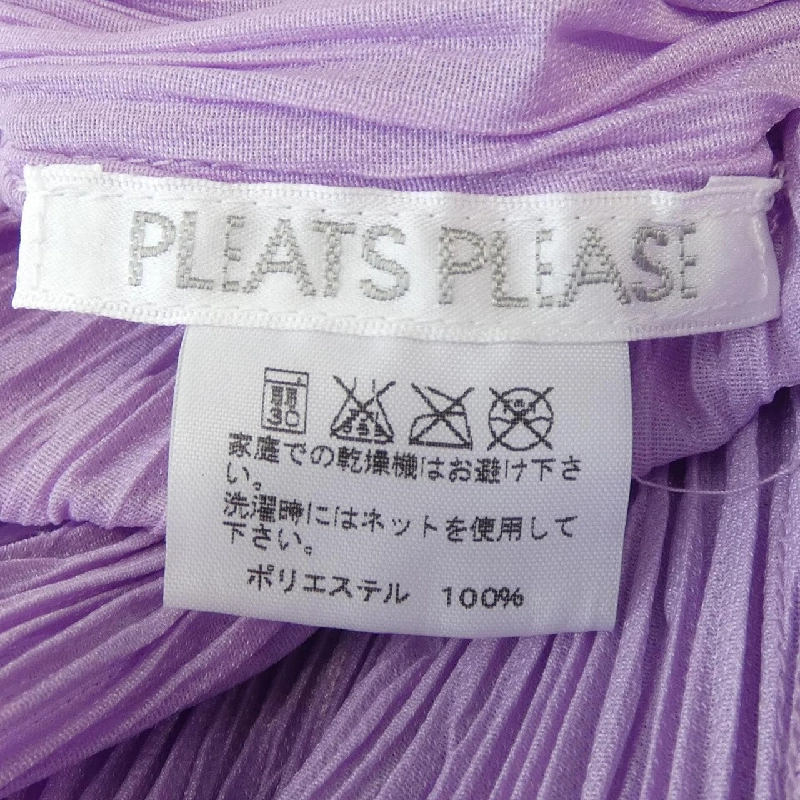 PLEATS PLEASE
弱
30
家庭での乾燥機はお避け下さ
い。
洗濯時にはネットを使用して
下さい。
ポリエステル 100%